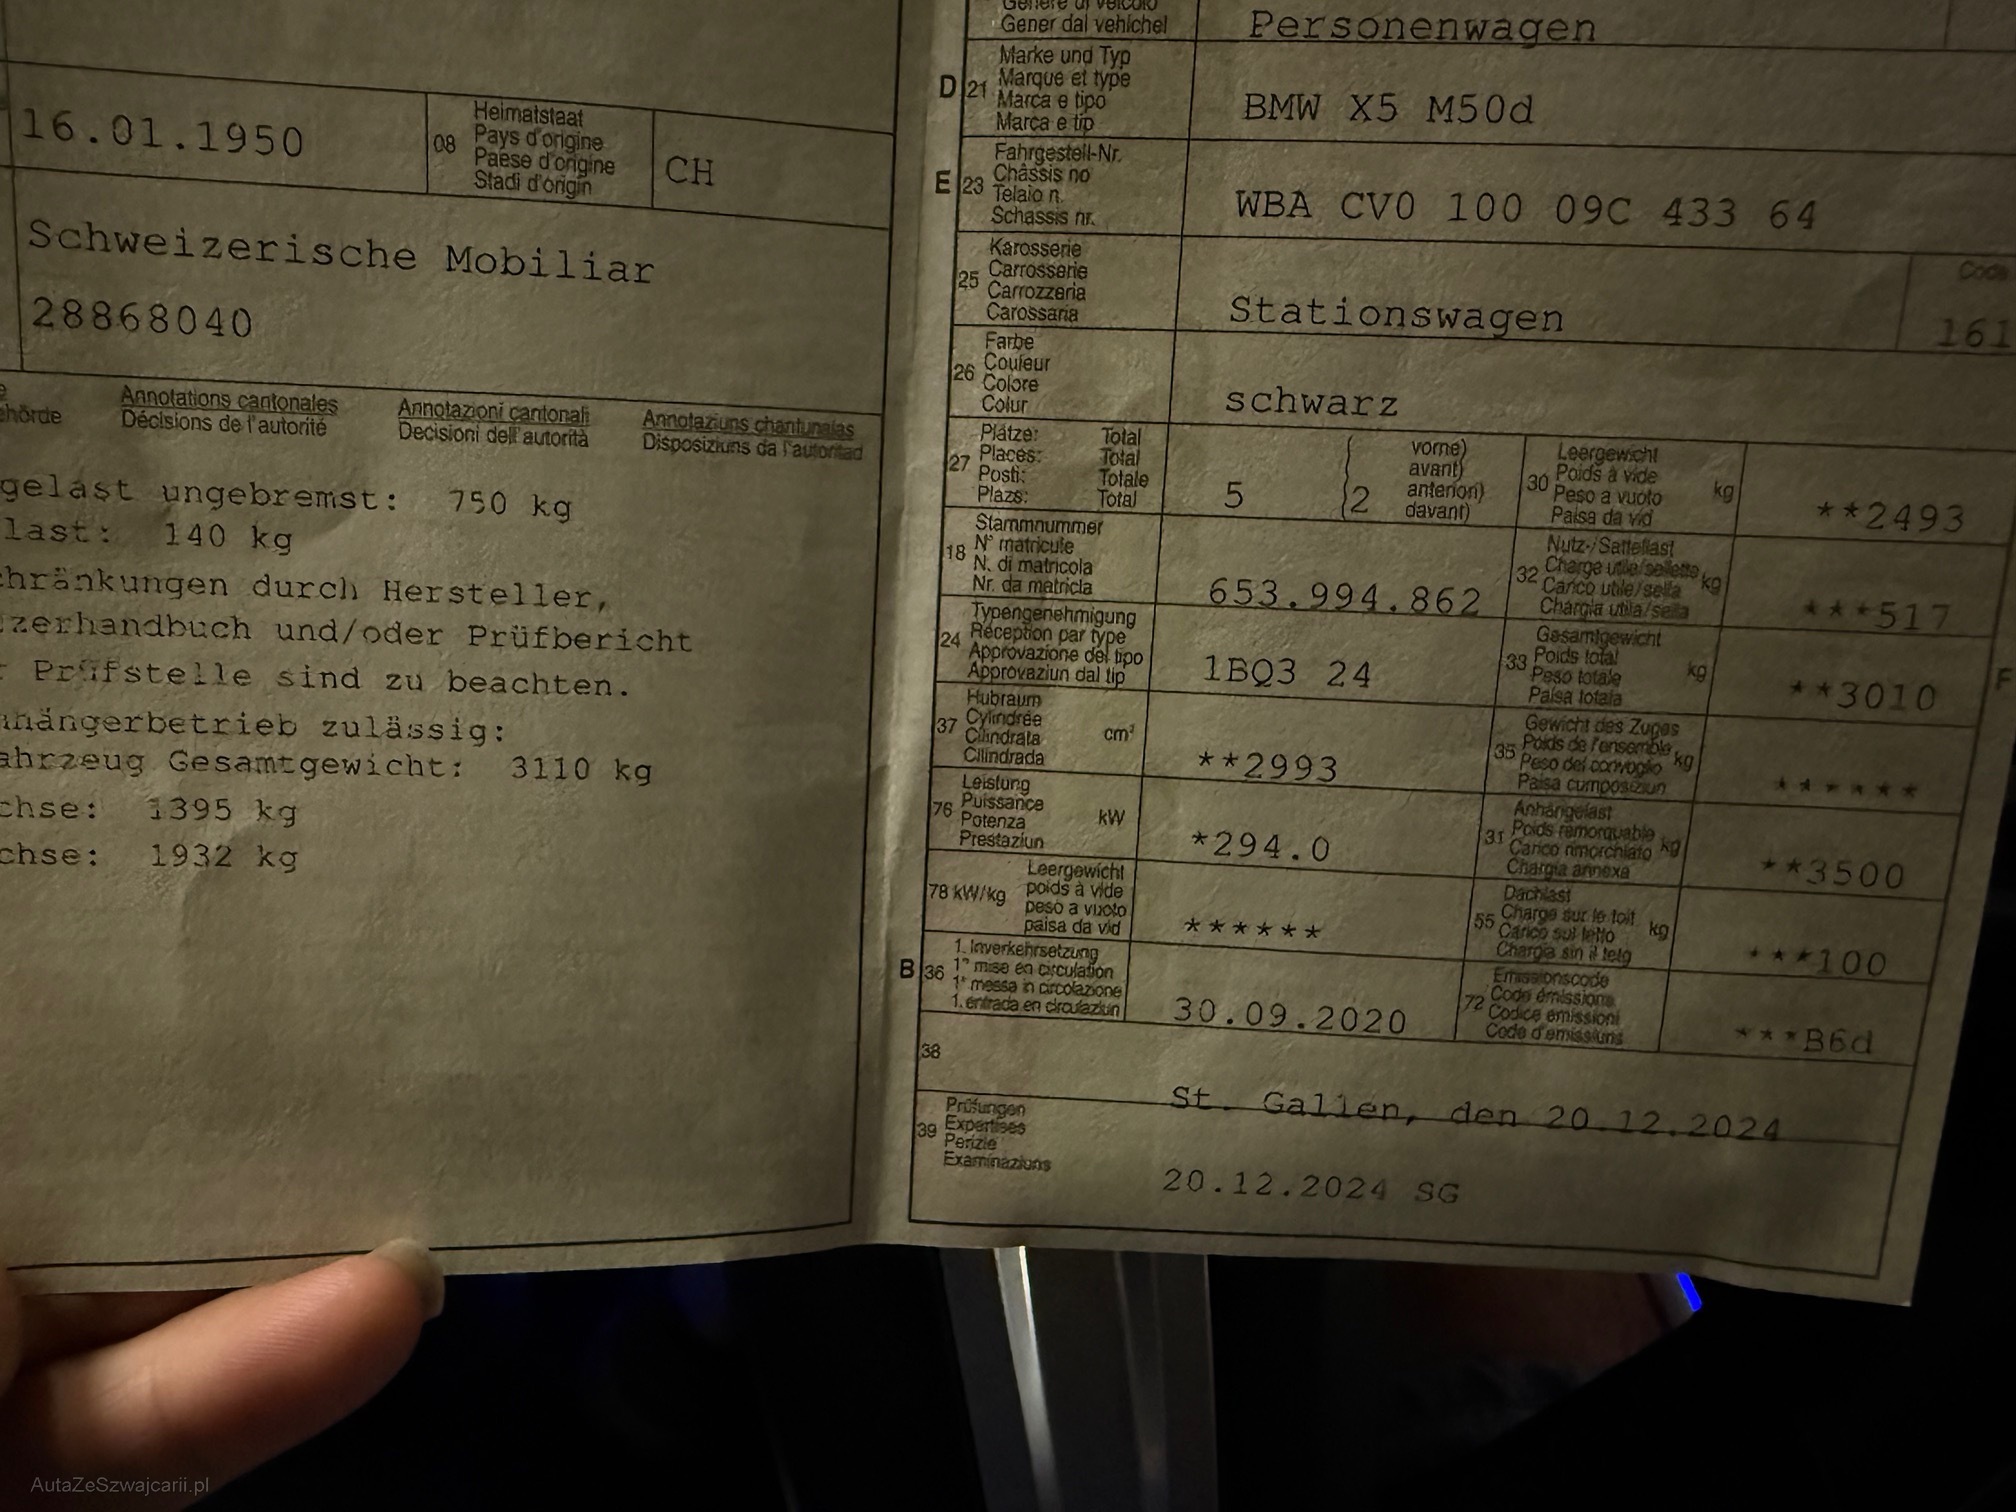 16.01.1950
08
Heimatstaat
Pays d'origine
Paese d'origine
Stadi d'origin
CH
Schweizerische Mobiliar
28868040
ehörde
Annotations cantonales
Décisions de l'autorité
Annotazioni cantonali
Decisioni dell'autorità
Annotaziuns chantunalas
Disposiziuns da l'autoritad
gelast ungebremst: 750 kg
last: 140 kg
chränkungen durch Hersteller,
zerhandbuch und/oder Prüfbericht
Prüfstelle sind zu beachten.
nhängerbetrieb zulässig:
ahrzeug Gesamtgewicht: 3110 kg
chse: 1395 kg
chse: 1932 kg
Genere di veicolo
Gener dal vehichel
Personenwagen
D 21
Marke und Typ
Marque et type
Marca e tipo
Marca e tip
BMW X5 M50d
E 23
Fahrgestell-Nr.
Châssis no
Telaio n.
Schassis nr.
WBA CV0 100 09C 433 64
25
Karosserie
Carrosserie
Carrozzeria
Carossaria
Stationswagen
Code
161
26
Farbe
Couleur
Colore
Colur
schwarz
27
Plätze: Total
Places: Total
Posti: Totale
Plazs: Total
5
2
vorne)
avant)
anteriori)
davant)
30
Leergewicht
Poids à vide
Peso a vuoto
Paisa da vid
kg
**2493
18
Stammnummer
N° matricule
N. di matricola
Nr. da matricla
653.994.862
32
Nutz-/Sattellast
Charge utile/sellette
Carico utile/sella
Chargia utila/sella
kg
***517
24
Typengenehmigung
Réception par type
Approvazione del tipo
Approvaziun dal tip
1BQ3 24
33
Gesamtgewicht
Poids total
Peso totale
Paisa totala
kg
**3010
F
37
Hubraum
Cylindrée
Cilindrata
Cilindrada
cm³
**2993
35
Gewicht des Zuges
Poids de l'ensemble
Peso del convoglio
Paisa cumposiziun
kg
******
76
Leistung
Puissance
Potenza
Prestaziun
kW
*294.0
31
Anhängelast
Poids remorquable
Carico rimorchiato
Chargia annexa
kg
**3500
78 kW/kg
Leergewicht
poids à vide
peso a vuoto
paisa da vid
******
55
Dachlast
Charge sur le toit
Carico sul tetto
Chargia sin il tetg
kg
***100
B 36
1. Inverkehrsetzung
1re mise en circulation
1a messa in circolazione
1. entrada en circulaziun
30.09.2020
72
Emissionscode
Code émissions
Codice emissioni
Code d'emissiuns
***B6d
38
St. Gallen, den 20.12.2024
39
Prüfungen
Expertises
Perizie
Examinaziuns
20.12.2024 SG
AutaZeSzwajcarii.pl